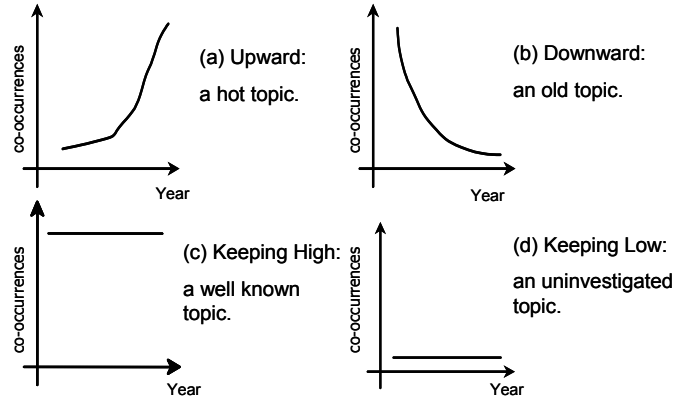 co-occurrences
(a) Upward:
a hot topic.
Year
co-occurrences
(b) Downward:
an old topic.
Year
co-occurrences
(c) Keeping High:
a well known
topic.
Year
co-occurrences
(d) Keeping Low:
an uninvestigated
topic.
Year